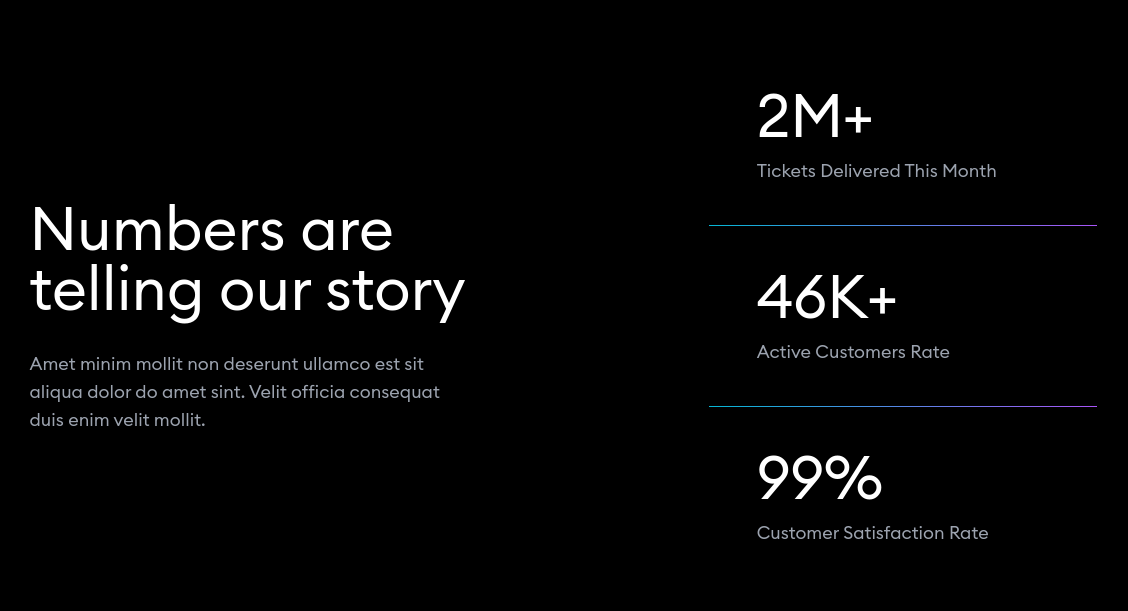 Numbers are
telling our story
Amet minim mollit non deserunt ullamco est sit
aliqua dolor do amet sint. Velit officia consequat
duis enim velit mollit.
2M+
Tickets Delivered This Month
46K+
Active Customers Rate
99%
Customer Satisfaction Rate